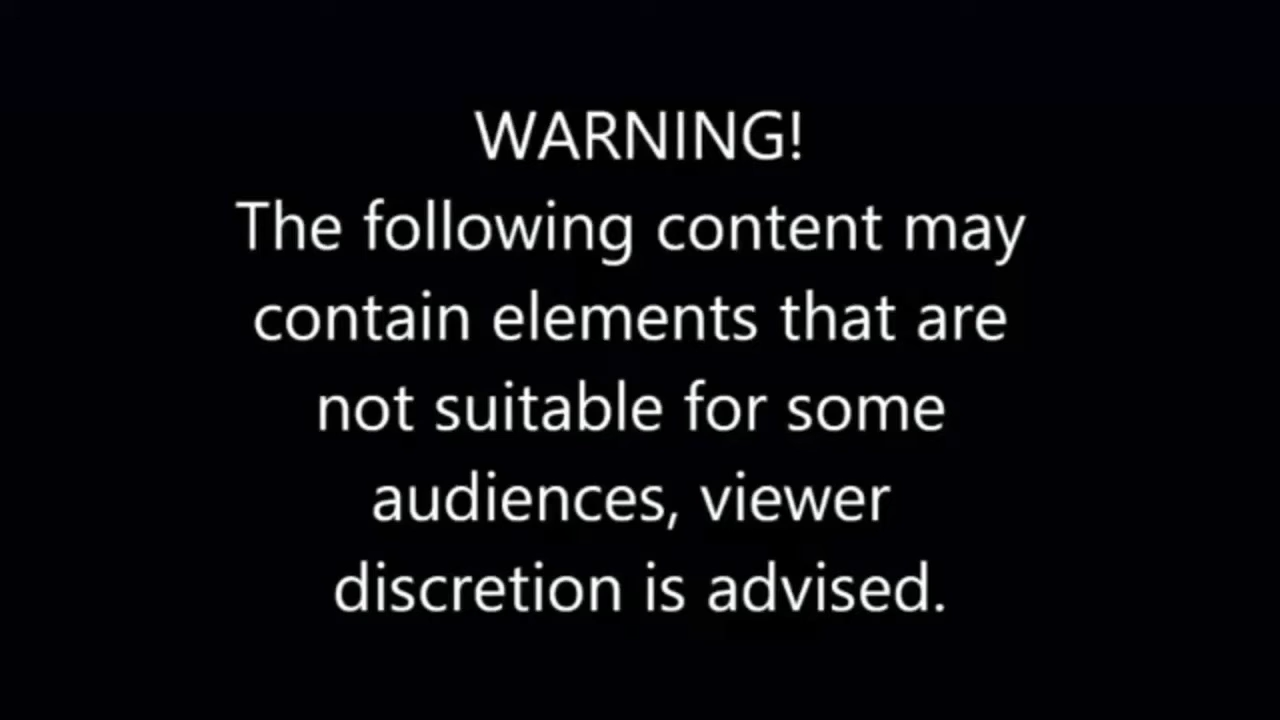 WARNING!
The following content may
contain elements that are
not suitable for some
audiences, viewer
discretion is advised.